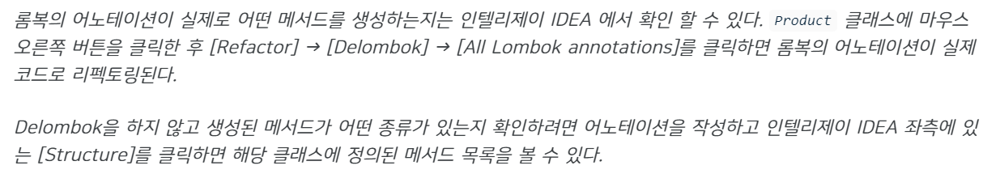 롬복의 어노테이션이 실제로 어떤 메서드를 생성하는지는 인텔리제이 IDEA 에서 확인 할 수 있다. Product 클래스에 마우스
오른쪽 버튼을 클릭한 후 [Refactor] → [Delombok] → [All Lombok annotations]를 클릭하면 롬복의 어노테이션이 실제
코드로 리펙토링된다.
Delombok을 하지 않고 생성된 메서드가 어떤 종류가 있는지 확인하려면 어노테이션을 작성하고 인텔리제이 IDEA 좌측에 있
는 [Structure]를 클릭하면 해당 클래스에 정의된 메서드 목록을 볼 수 있다.